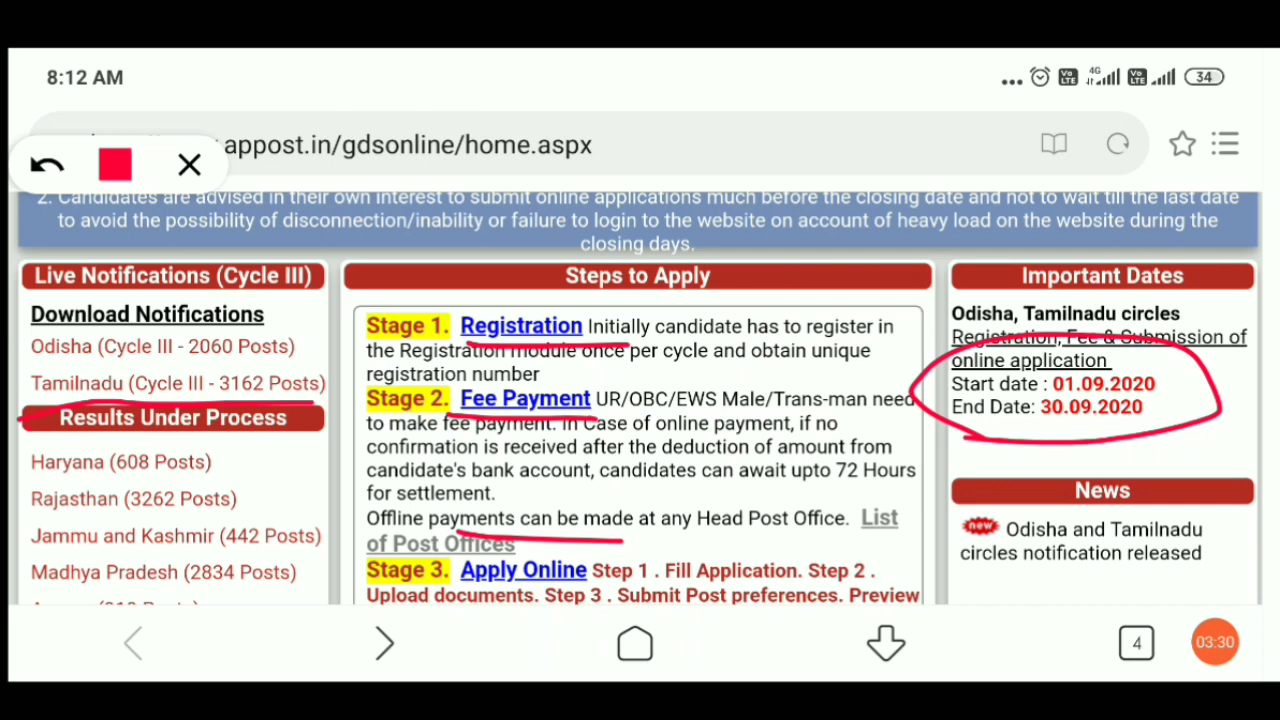 8:12 AM
4G
Vo LTE
Vo LTE
34
.appost.in/gdsonline/home.aspx
2. Candidates are advised in their own interest to submit online applications much before the closing date and not to wait till the last date
to avoid the possibility of disconnection/inability or failure to login to the website on account of heavy load on the website during the
closing days.
Live Notifications (Cycle III)
Download Notifications
Odisha (Cycle III - 2060 Posts)
Tamilnadu (Cycle III - 3162 Posts)
Results Under Process
Haryana (608 Posts)
Rajasthan (3262 Posts)
Jammu and Kashmir (442 Posts)
Madhya Pradesh (2834 Posts)
Steps to Apply
Stage 1. Registration Initially candidate has to register in
the Registration module once per cycle and obtain unique
registration number
Stage 2. Fee Payment UR/OBC/EWS Male/Trans-man need
to make fee payment. In Case of online payment, if no
confirmation is received after the deduction of amount from
candidate's bank account, candidates can await upto 72 Hours
for settlement.
Offline payments can be made at any Head Post Office. List
of Post Offices
Stage 3. Apply Online Step 1 . Fill Application. Step 2 .
Upload documents. Step 3 . Submit Post preferences. Preview
Important Dates
Odisha, Tamilnadu circles
Registration, Fee & Submission of
online application
Start date : 01.09.2020
End Date: 30.09.2020
News
new Odisha and Tamilnadu
circles notification released
4
03:30